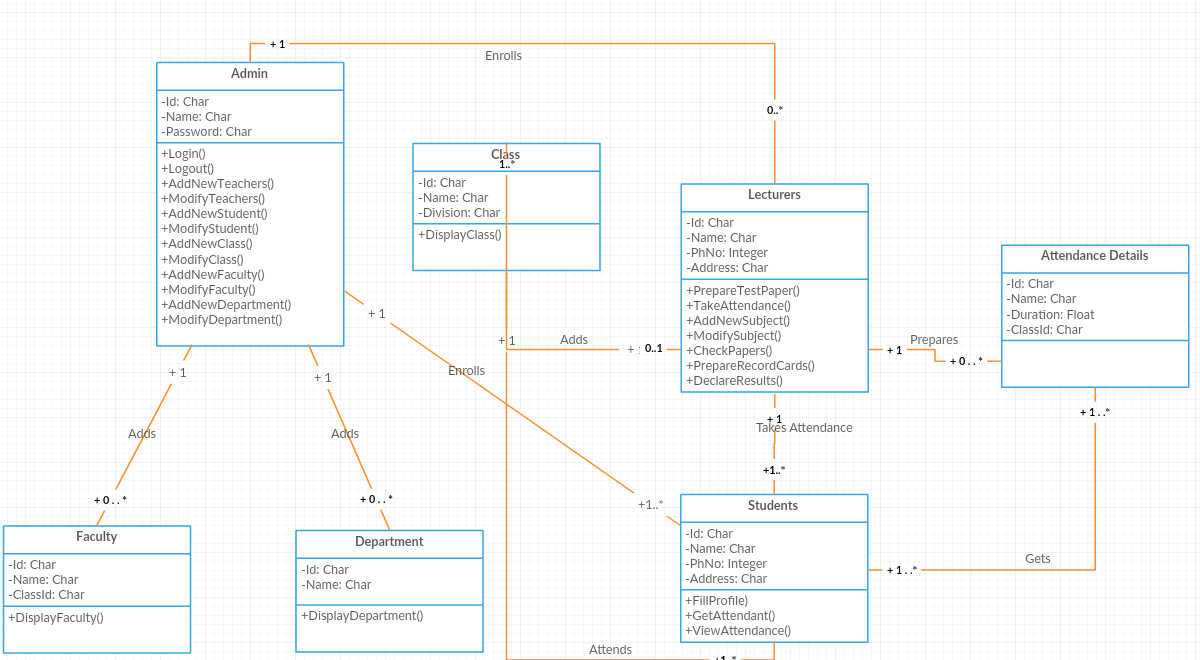 + 1
Enrolls
0..*
Admin
-Id: Char
-Name: Char
-Password: Char
+Login()
+Logout()
+AddNewTeachers()
+ModifyTeachers()
+AddNewStudent()
+ModifyStudent()
+AddNewClass()
+ModifyClass()
+AddNewFaculty()
+ModifyFaculty()
+AddNewDepartment()
+ModifyDepartment()
Class
1..*
-Id: Char
-Name: Char
-Division: Char
+DisplayClass()
Lecturers
-Id: Char
-Name: Char
-PhNo: Integer
-Address: Char
+PrepareTestPaper()
+TakeAttendance()
+AddNewSubject()
+ModifySubject()
+CheckPapers()
+PrepareRecordCards()
+DeclareResults()
Attendance Details
-Id: Char
-Name: Char
-Duration: Float
-ClassId: Char
+ 1
+ 1
Adds
+
0..1
+ 1
Prepares
+ 0 . . *
Enrolls
+ 1
+ 1
Adds
Adds
+ 0 . . *
+ 0 . . *
+ 1
Takes Attendance
+1..*
+ 1 . . *
+1..*
Faculty
-Id: Char
-Name: Char
-ClassId: Char
+DisplayFaculty()
Department
-Id: Char
-Name: Char
+DisplayDepartment()
Students
-Id: Char
-Name: Char
-PhNo: Integer
-Address: Char
+FillProfile)
+GetAttendant()
+ViewAttendance()
+ 1 . . *
Gets
Attends
+1..*